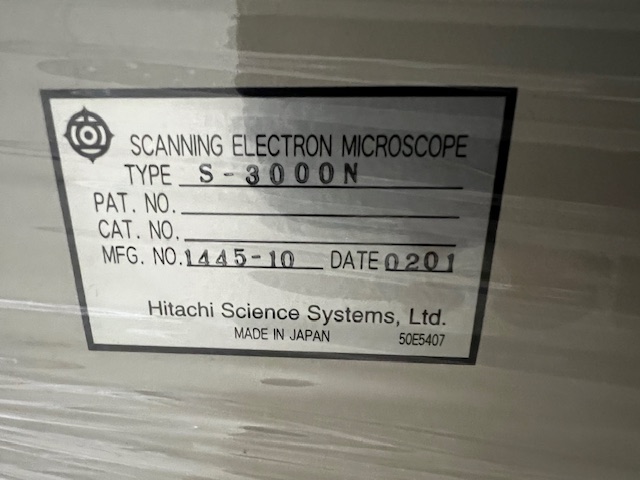 SCANNING ELECTRON MICROSCOPE
TYPE S-3000N
PAT. NO.
CAT. NO.
MFG. NO. 1445-10 DATE 0201
Hitachi Science Systems, Ltd.
MADE IN JAPAN 50E5407